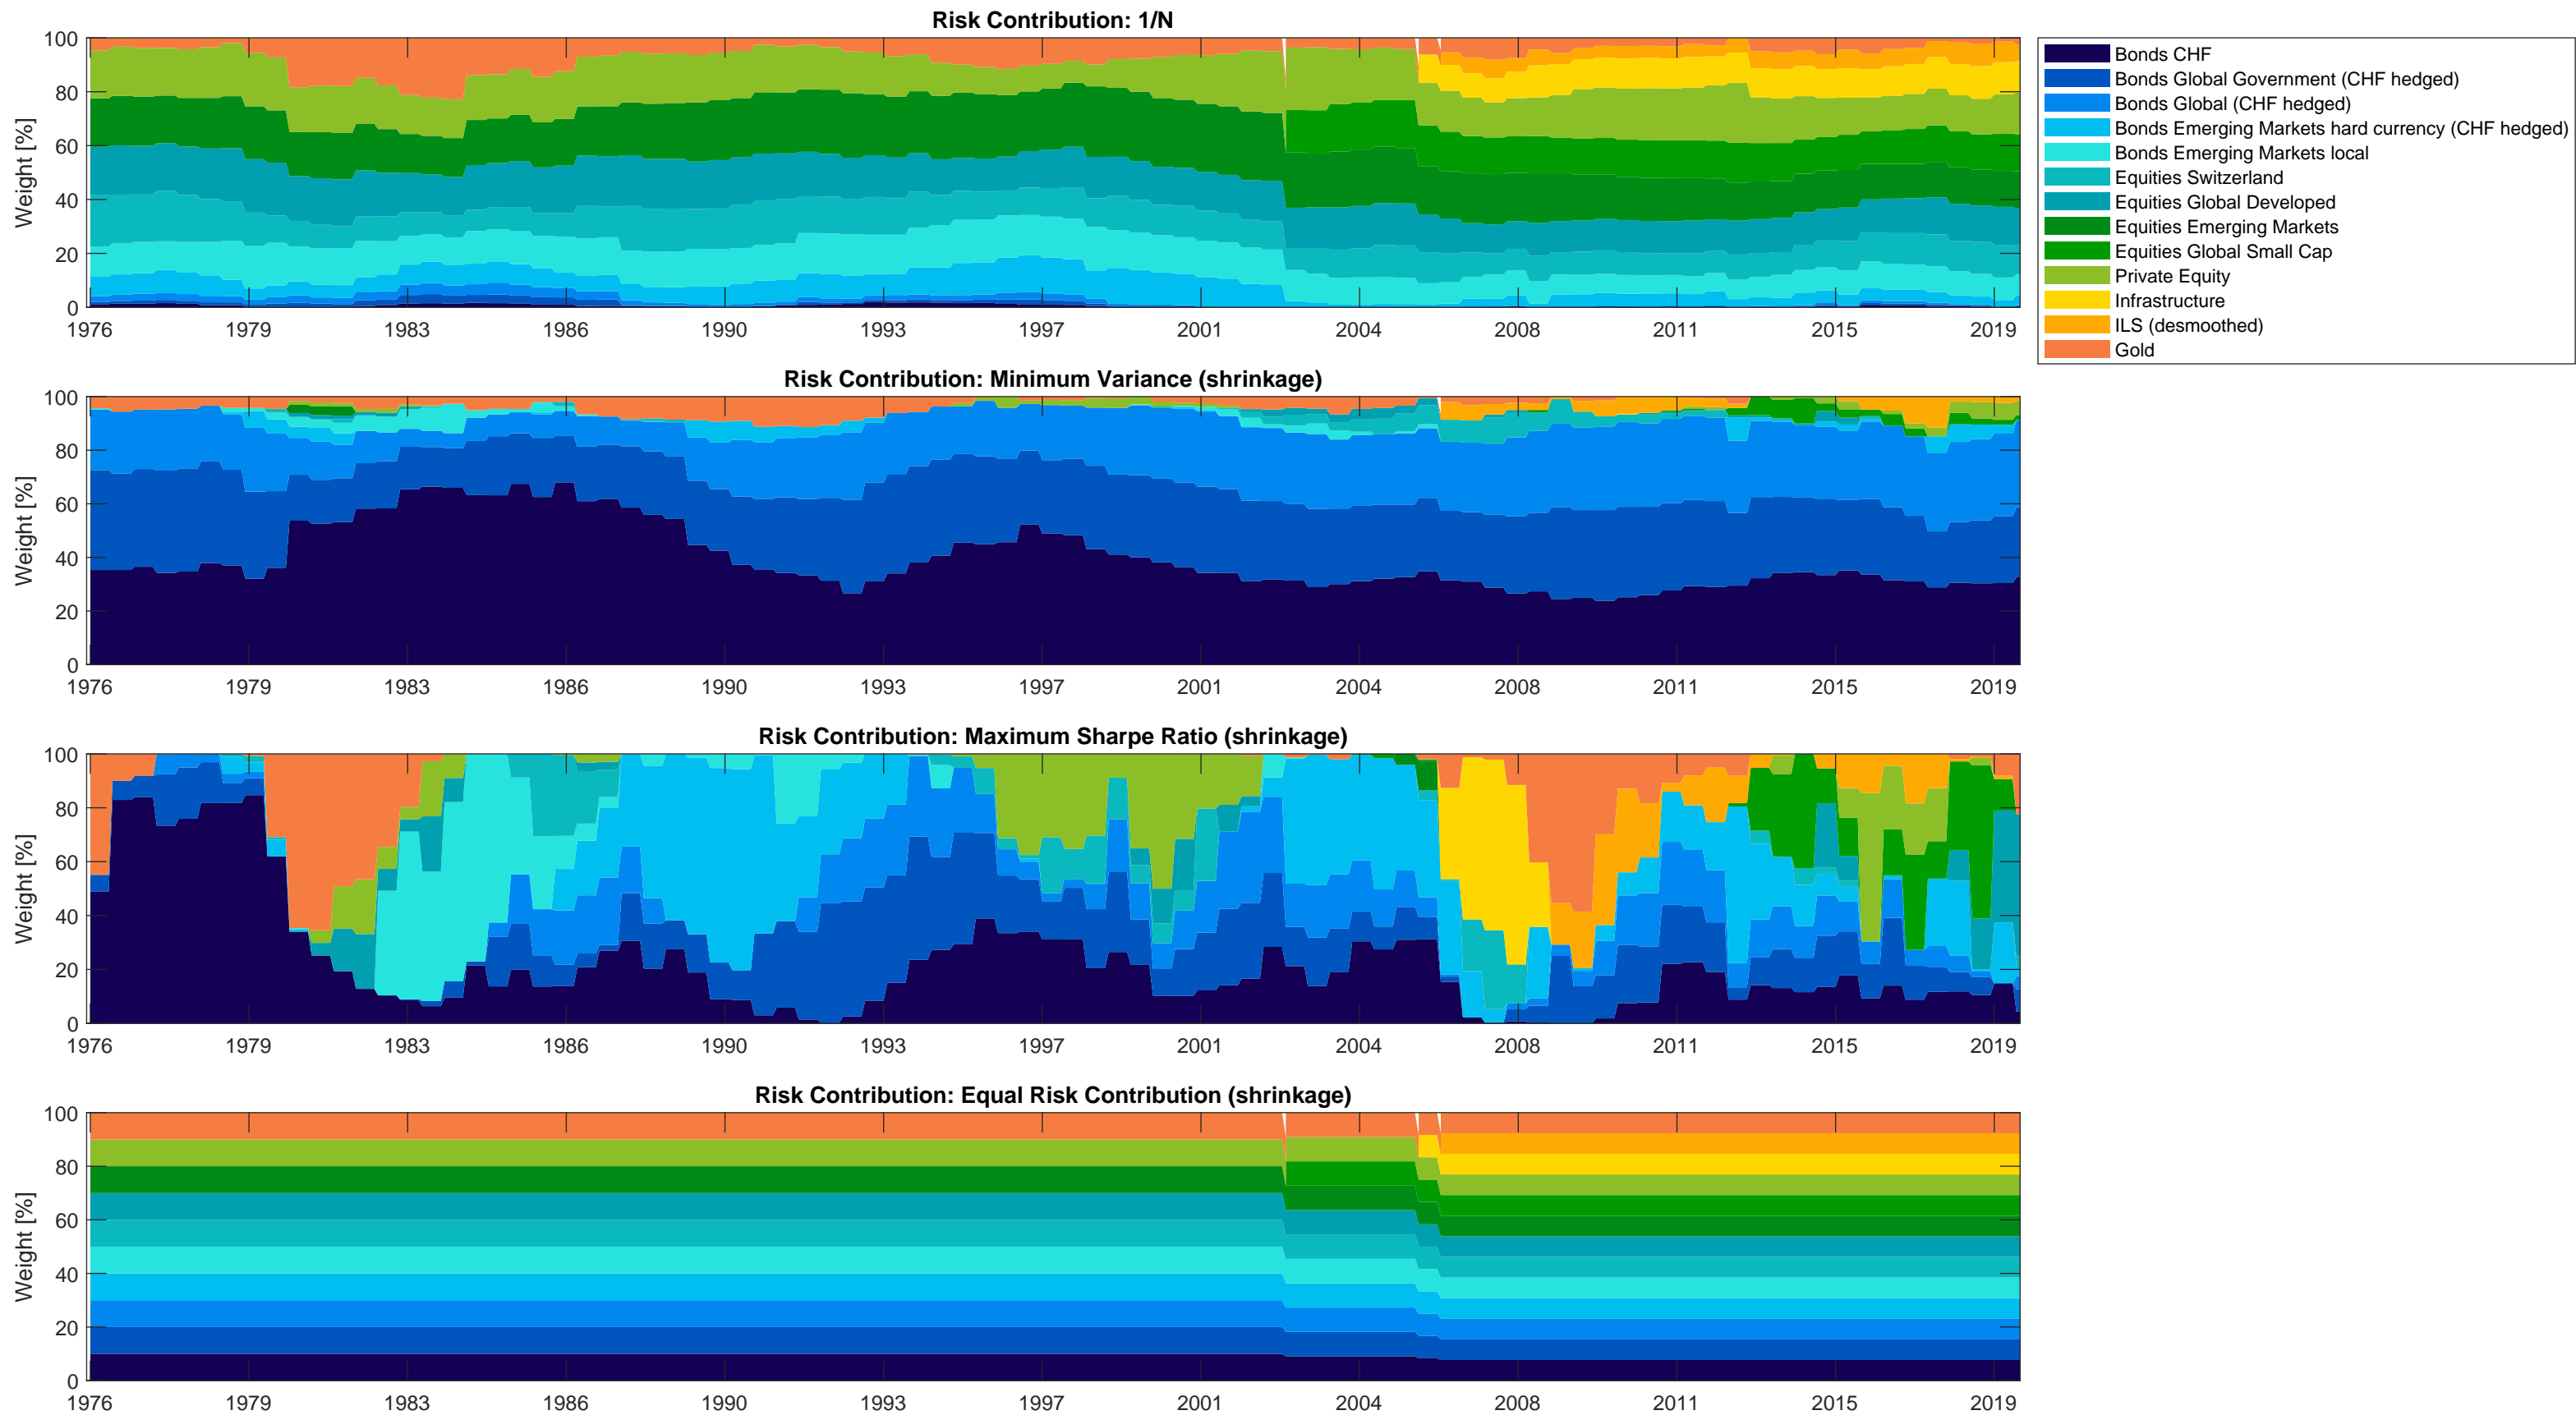 Risk Contribution: 1/N
100
80
60
40
20
0
Weight [%]
1976 1979 1983 1986 1990 1993 1997 2001 2004 2008 2011 2015 2019
Bonds CHF
Bonds Global Government (CHF hedged)
Bonds Global (CHF hedged)
Bonds Emerging Markets hard currency (CHF hedged)
Bonds Emerging Markets local
Equities Switzerland
Equities Global Developed
Equities Emerging Markets
Equities Global Small Cap
Private Equity
Infrastructure
ILS (desmoothed)
Gold
Risk Contribution: Minimum Variance (shrinkage)
100
80
60
40
20
0
Weight [%]
1976 1979 1983 1986 1990 1993 1997 2001 2004 2008 2011 2015 2019
Risk Contribution: Maximum Sharpe Ratio (shrinkage)
100
80
60
40
20
0
Weight [%]
1976 1979 1983 1986 1990 1993 1997 2001 2004 2008 2011 2015 2019
Risk Contribution: Equal Risk Contribution (shrinkage)
100
80
60
40
20
0
Weight [%]
1976 1979 1983 1986 1990 1993 1997 2001 2004 2008 2011 2015 2019